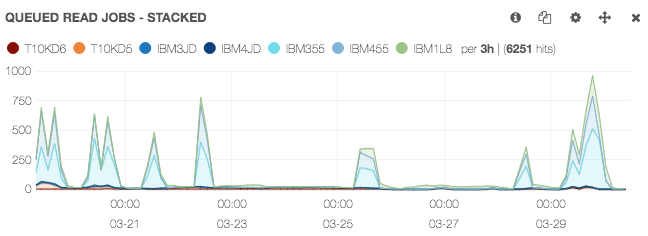 QUEUED READ JOBS - STACKED
T10KD6 T10KD5 IBM3JD IBM4JD IBM355 IBM455 IBM1L8 per 3h | (6251 hits)
1000
750
500
250
0
00:00 00:00 00:00 00:00 00:00
03-21 03-23 03-25 03-27 03-29